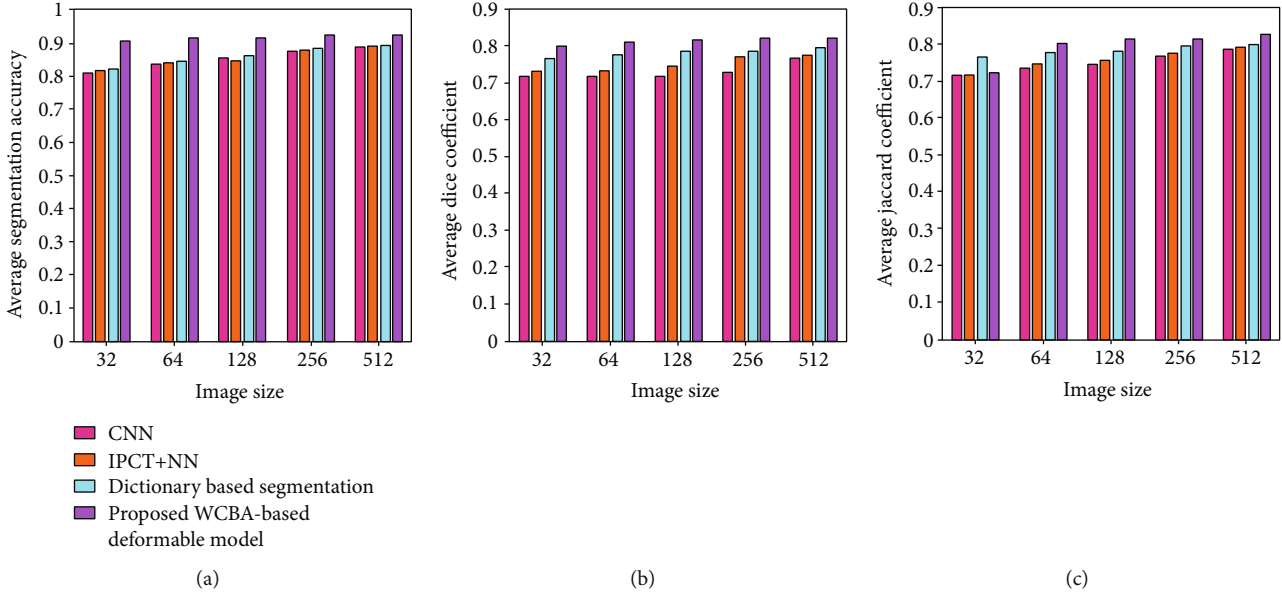 Average segmentation accuracy
1
0.9
0.8
0.7
0.6
0.5
0.4
0.3
0.2
0.1
0
32 64 128 256 512
Image size
CNN
IPCT+NN
Dictionary based segmentation
Proposed WCBA-based
deformable model
(a)
Average dice coefficient
0.9
0.8
0.7
0.6
0.5
0.4
0.3
0.2
0.1
0
32 64 128 256 512
Image size
(b)
Average jaccard coefficient
0.9
0.8
0.7
0.6
0.5
0.4
0.3
0.2
0.1
0
32 64 128 256 512
Image size
(c)